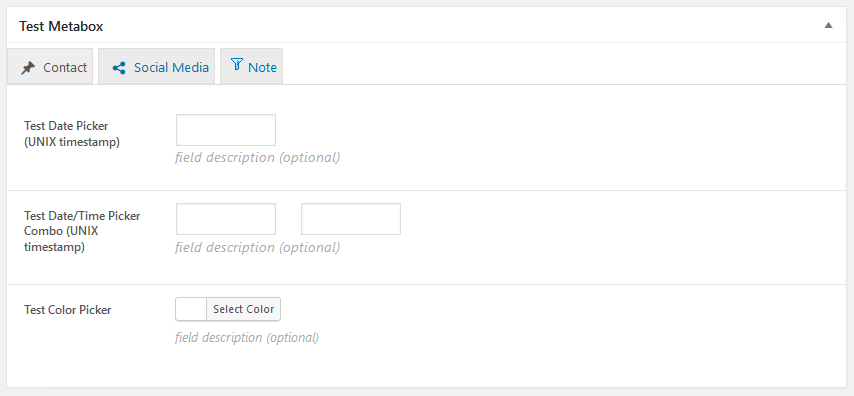 Test Metabox
Contact
Social Media
Note
Test Date Picker
(UNIX timestamp)
field description (optional)
Test Date/Time Picker
Combo (UNIX
timestamp)
field description (optional)
Test Color Picker
Select Color
field description (optional)